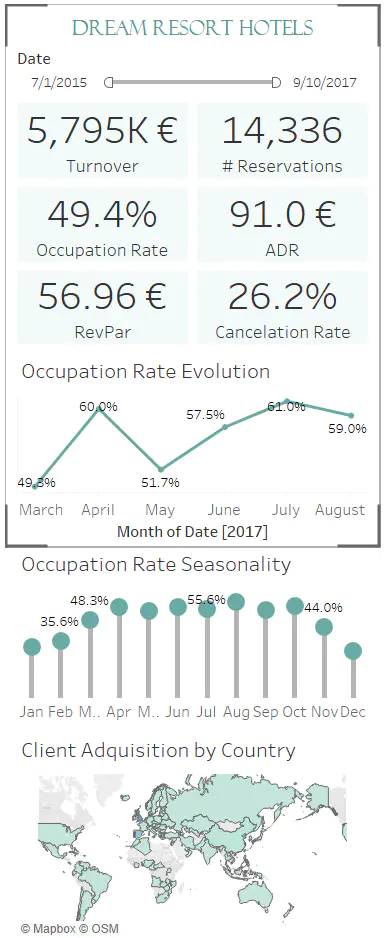 DREAM RESORT HOTELS
Date
7/1/2015 9/10/2017
5,795K € 14,336
Turnover # Reservations
49.4% 91.0 €
Occupation Rate ADR
56.96 € 26.2%
RevPar Cancelation Rate
Occupation Rate Evolution
60.0% 61.0%
57.5%
59.0%
49.3% 51.7%
March April May June July August
Month of Date [2017]
Occupation Rate Seasonality
48.3% 55.6% 44.0%
35.6%
Jan Feb M.. Apr M.. Jun Jul Aug Sep Oct Nov Dec
Client Adquisition by Country
© Mapbox © OSM